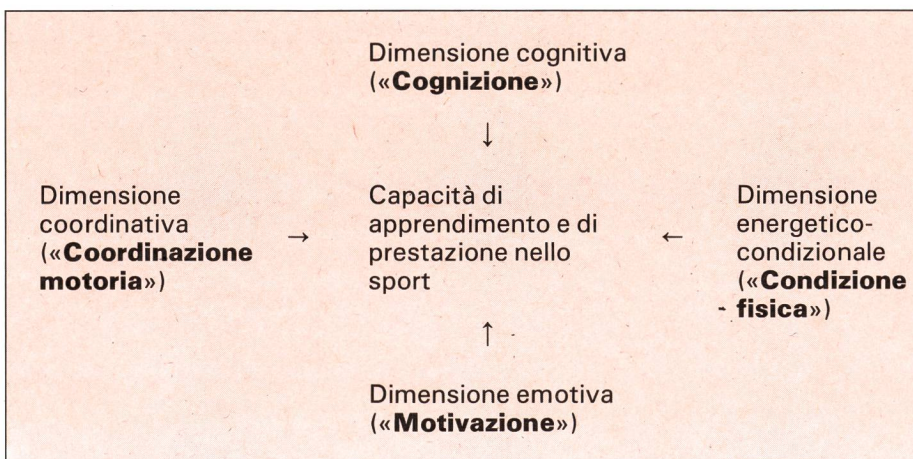 Dimensione cognitiva
(«Cognizione»)
↓
Dimensione
coordinativa
(«Coordinazione
motoria»)
→
Capacità di
apprendimento e di
prestazione nello
sport
←
Dimensione
energetico-
condizionale
(«Condizione
fisica»)
↑
Dimensione emotiva
(«Motivazione»)